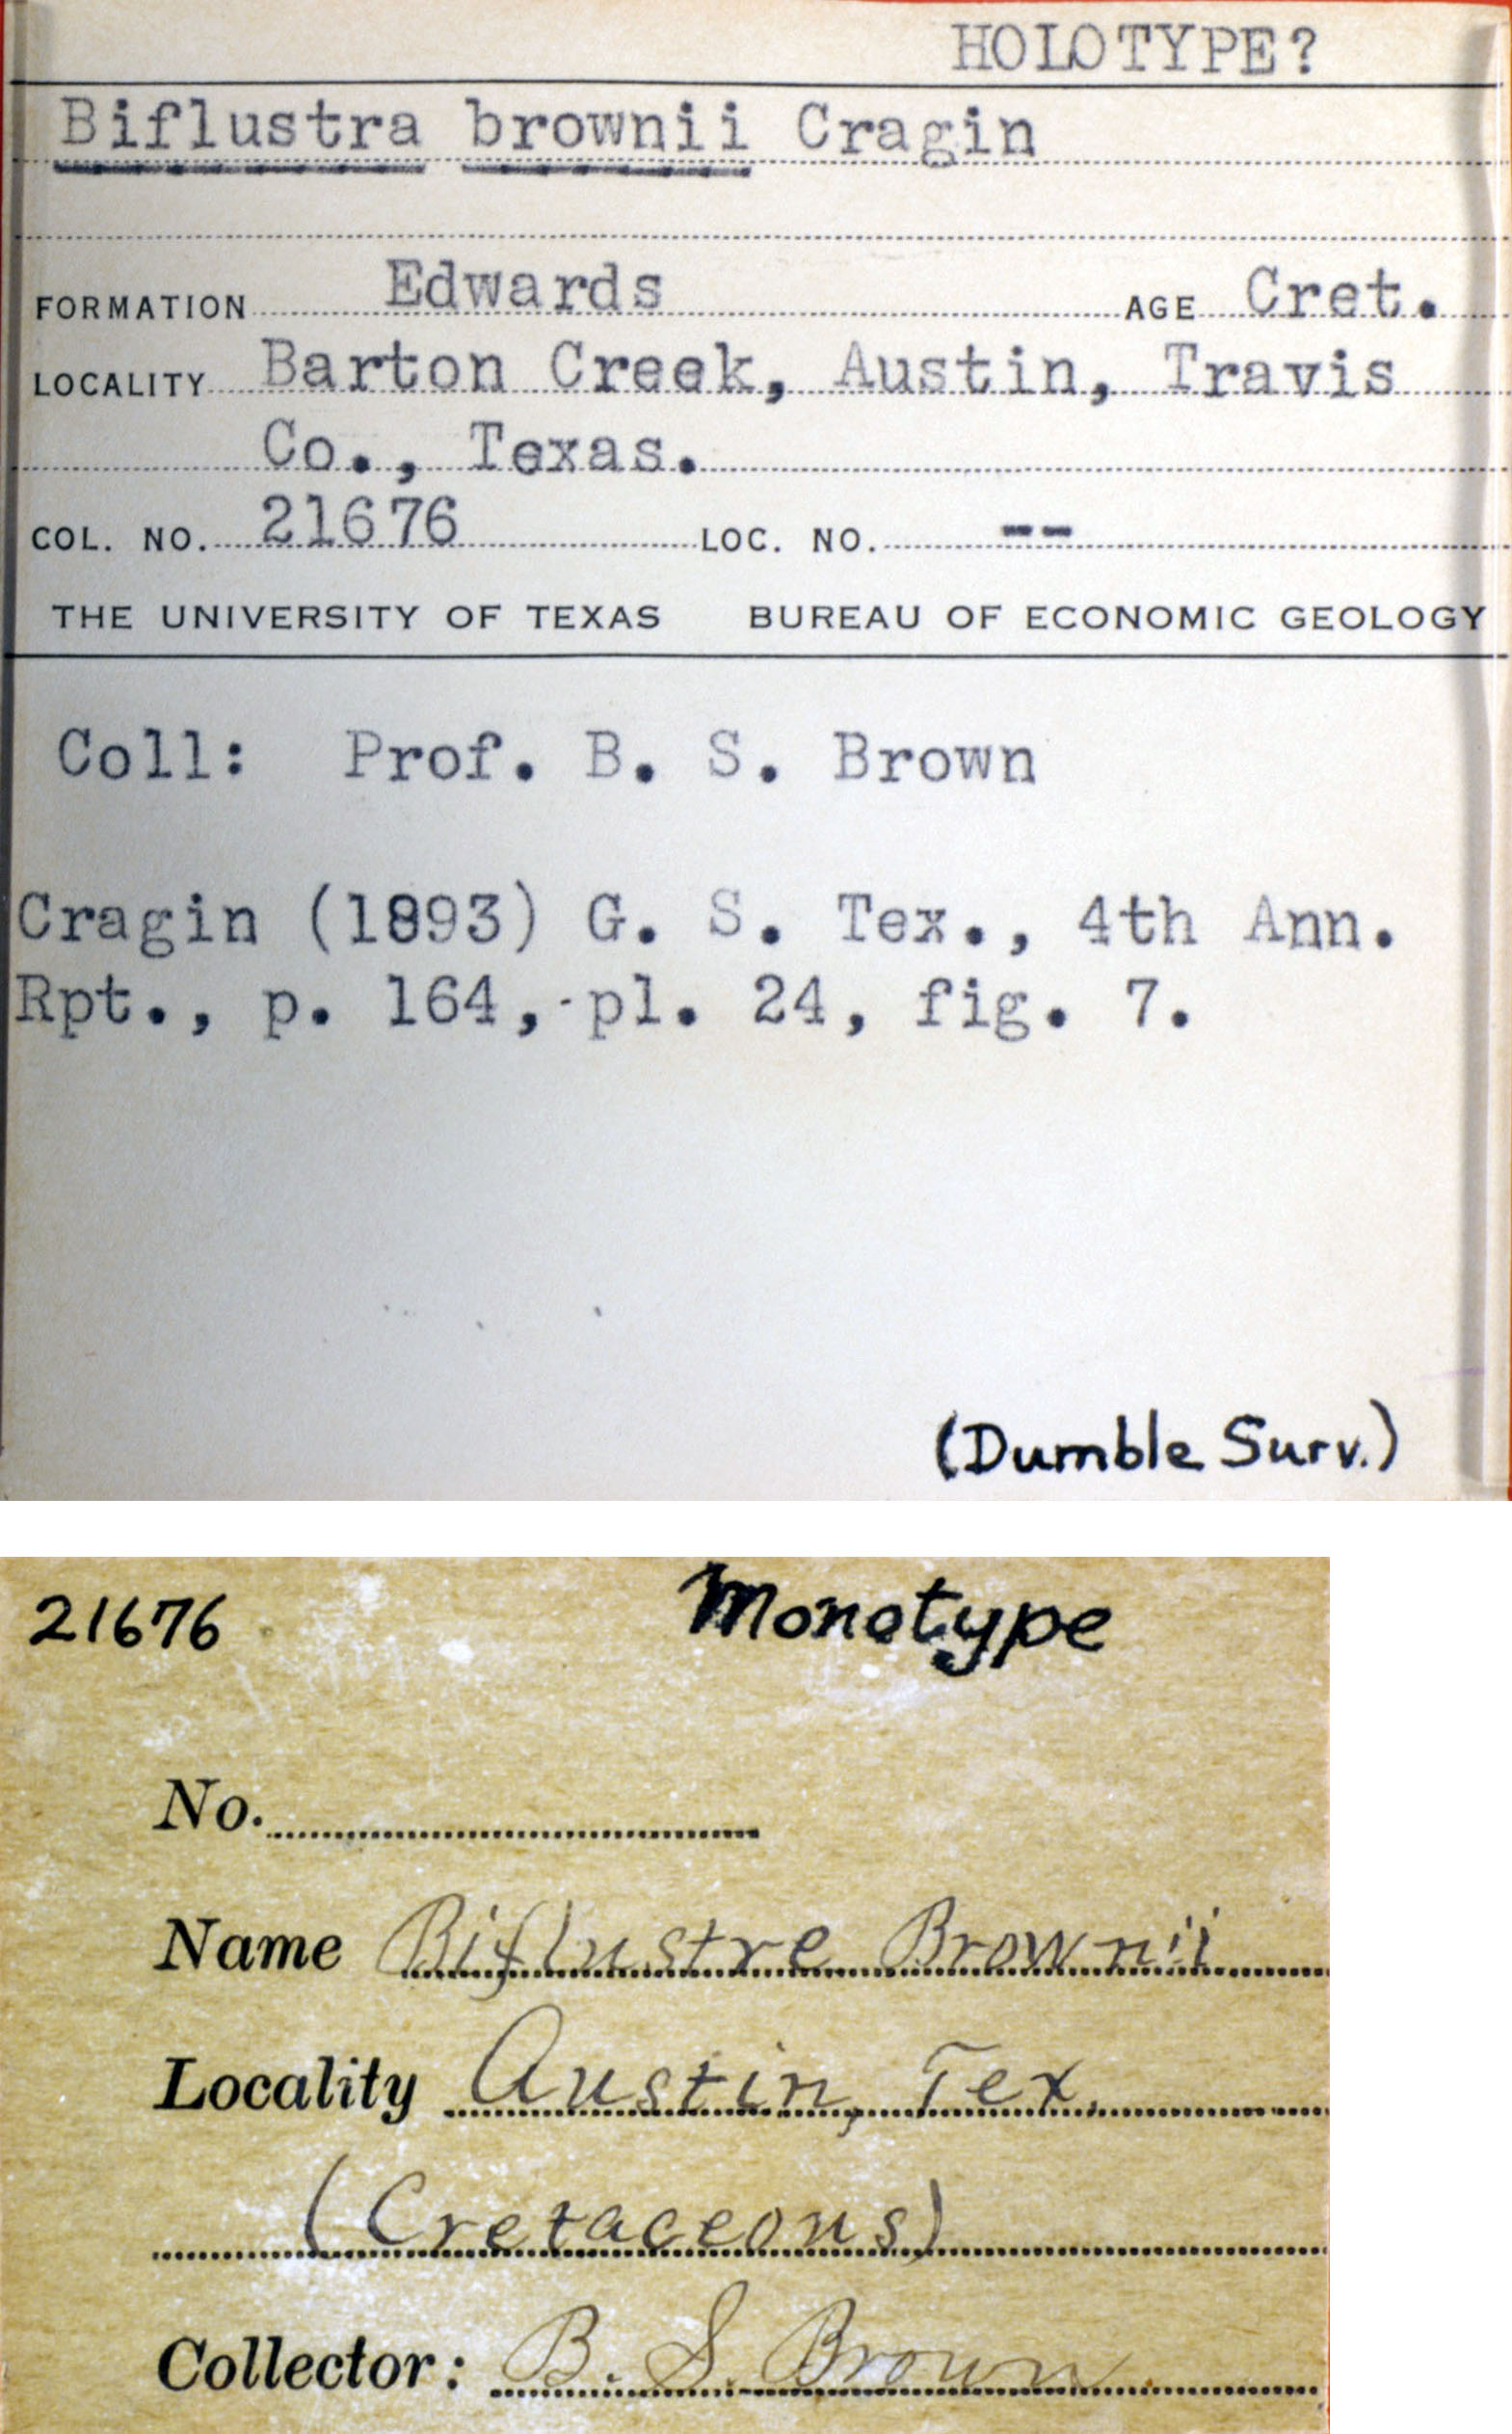 HOLOTYPE?
Biflustra brownii Cragin
FORMATION Edwards AGE Cret.
LOCALITY Barton Creek, Austin, Travis
Co., Texas.
COL. NO. 21676 LOC. NO. --
THE UNIVERSITY OF TEXAS BUREAU OF ECONOMIC GEOLOGY
Coll: Prof. B. S. Brown
Cragin (1893) G. S. Tex., 4th Ann.
Rpt., p. 164, pl. 24, fig. 7.
(Dumble Surv.)
21676 Monotype
No.
Name Biflustre Brownii
Locality Austin, Tex.
(Cretaceous)
Collector: B. S. Brown